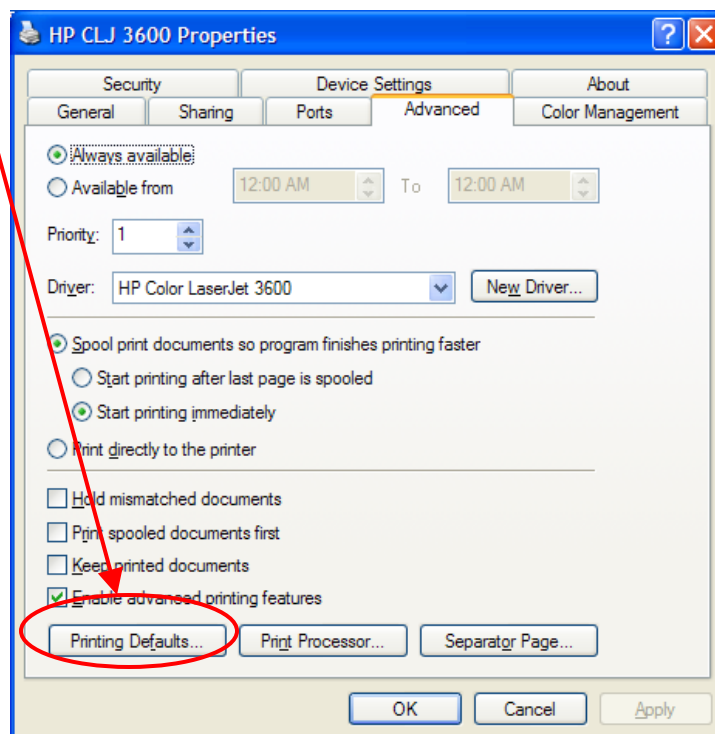 HP CLJ 3600 Properties
Security Device Settings About
General Sharing Ports Advanced Color Management
Always available
Available from 12:00 AM To 12:00 AM
Priority: 1
Driver: HP Color LaserJet 3600 New Driver...
Spool print documents so program finishes printing faster
Start printing after last page is spooled
Start printing immediately
Print directly to the printer
Hold mismatched documents
Print spooled documents first
Keep printed documents
Enable advanced printing features
Printing Defaults... Print Processor... Separator Page...
OK Cancel Apply